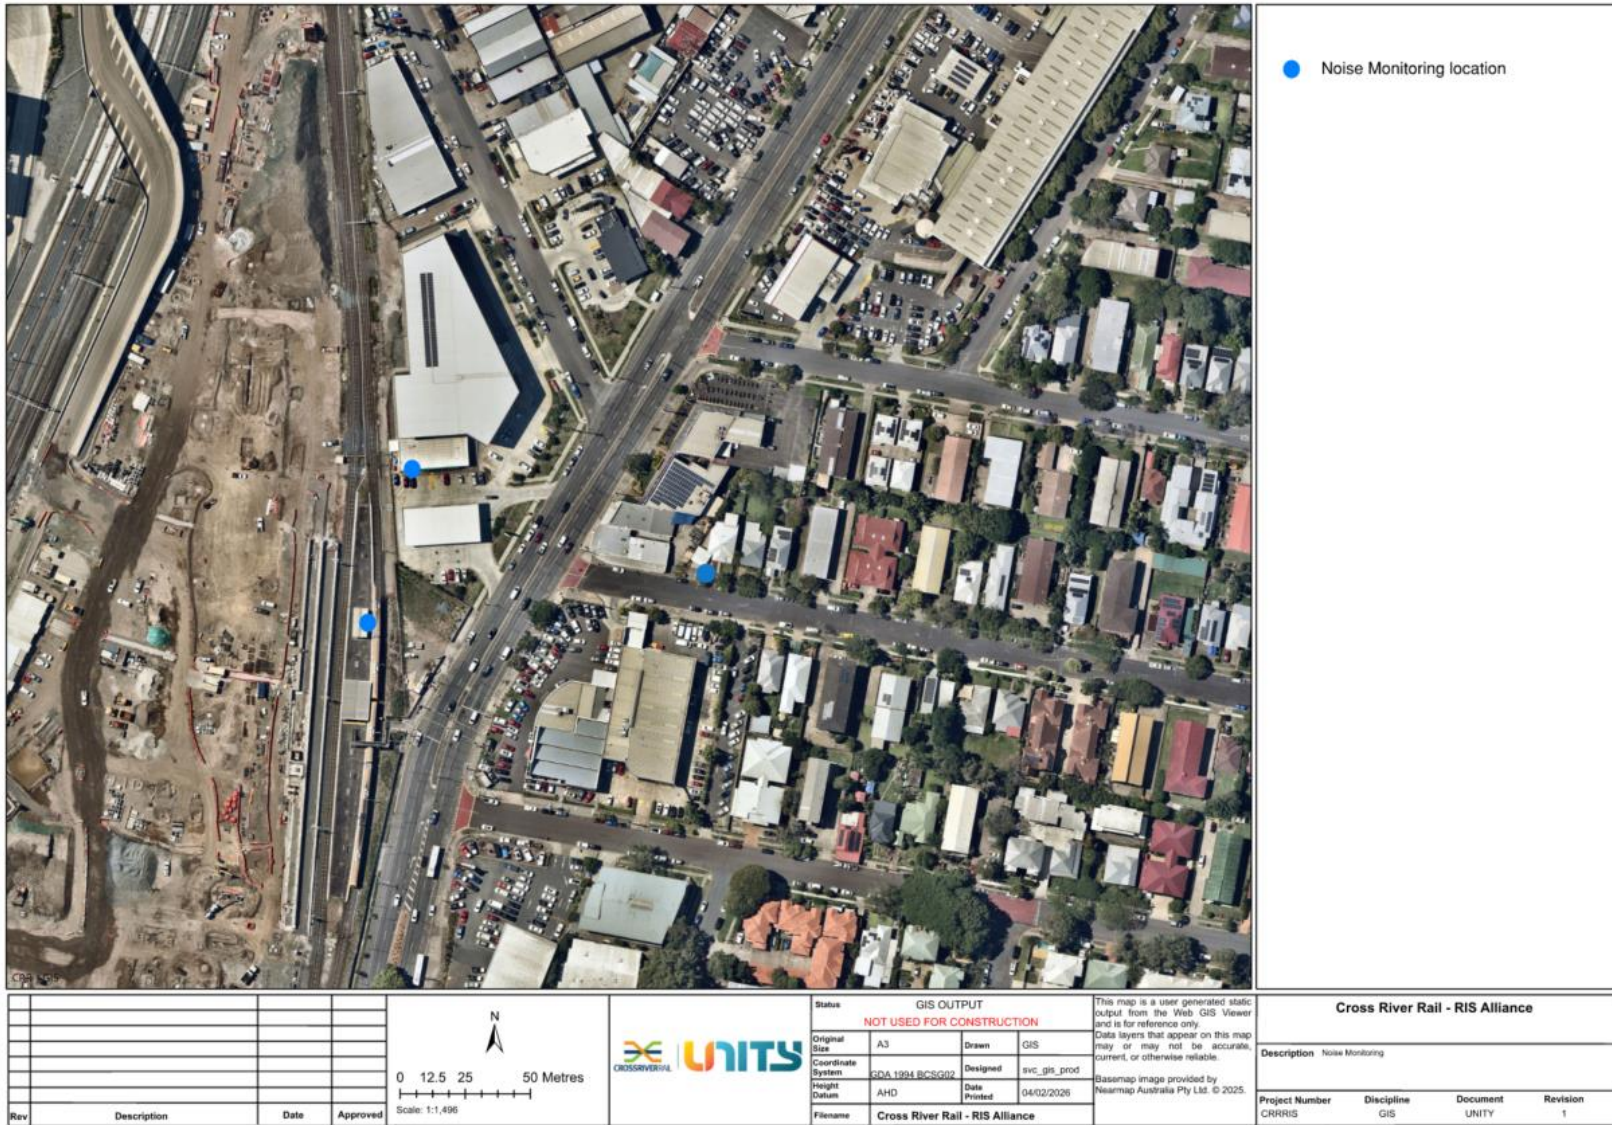 Noise Monitoring location
N
0 12.5 25 50 Metres
Scale: 1:1,496
Rev Description Date Approved
CROSSRIVERRAIL UNITY
Status GIS OUTPUT
NOT USED FOR CONSTRUCTION
Original Size A3 Drawn GIS
Coordinate System GDA 1994 BCSG02 Designed svc_gis_prod
Height Datum AHD Date Printed 04/02/2026
Filename Cross River Rail - RIS Alliance
This map is a user generated static
output from the Web GIS Viewer
and is for reference only.
Data layers that appear on this map
may or may not be accurate,
current, or otherwise reliable.
Basemap image provided by
Nearmap Australia Pty Ltd. © 2025.
Cross River Rail - RIS Alliance
Description Noise Monitoring
Project Number Discipline Document Revision
CRRRIS GIS UNITY 1